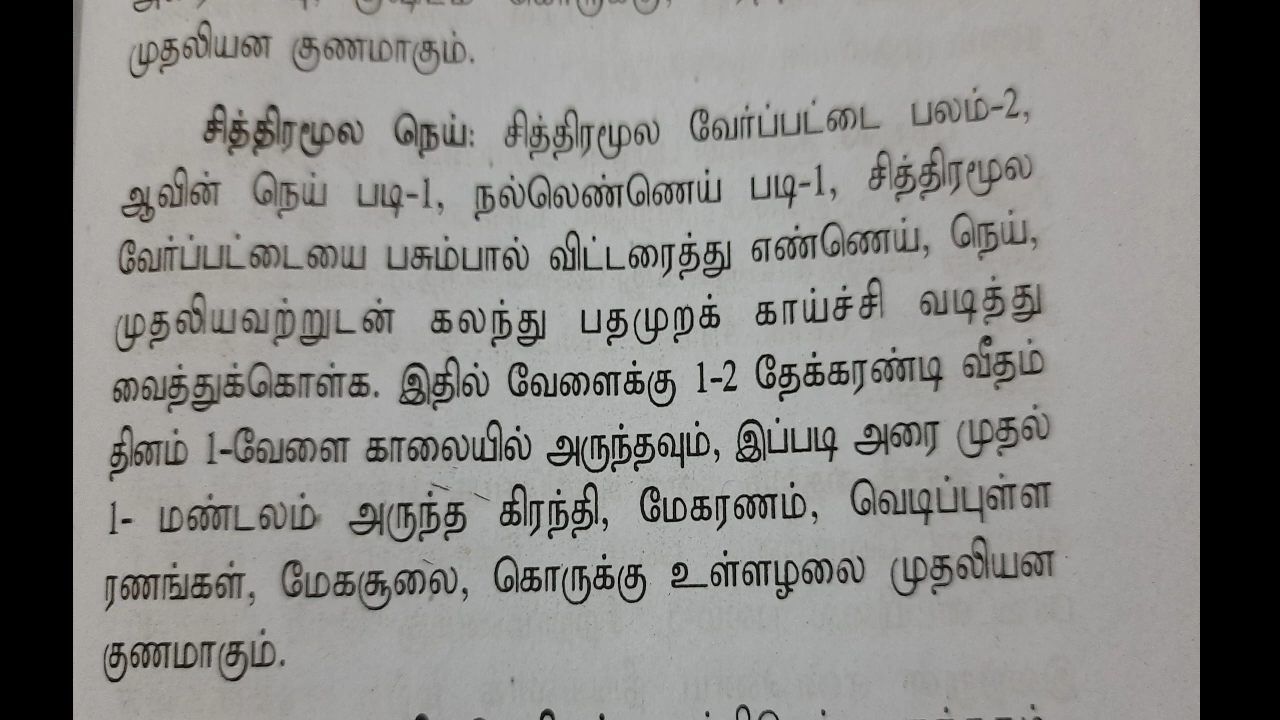 முதலியன குணமாகும்.
சித்திரமூல நெய்: சித்திரமூல வேர்ப்பட்டை பலம்-2,
ஆவின் நெய் படி-1, நல்லெண்ணெய் படி-1, சித்திரமூல
வேர்ப்பட்டையை பசும்பால் விட்டரைத்து எண்ணெய், நெய்,
முதலியவற்றுடன் கலந்து பதமுறக் காய்ச்சி வடித்து
வைத்துக்கொள்க. இதில் வேளைக்கு 1-2 தேக்கரண்டி வீதம்
தினம் 1-வேளை காலையில் அருந்தவும், இப்படி அரை முதல்
1- மண்டலம் அருந்த கிரந்தி, மேகரணம், வெடிப்புள்ள
ரணங்கள், மேகசூலை, கொருக்கு உள்ளழலை முதலியன
குணமாகும்.